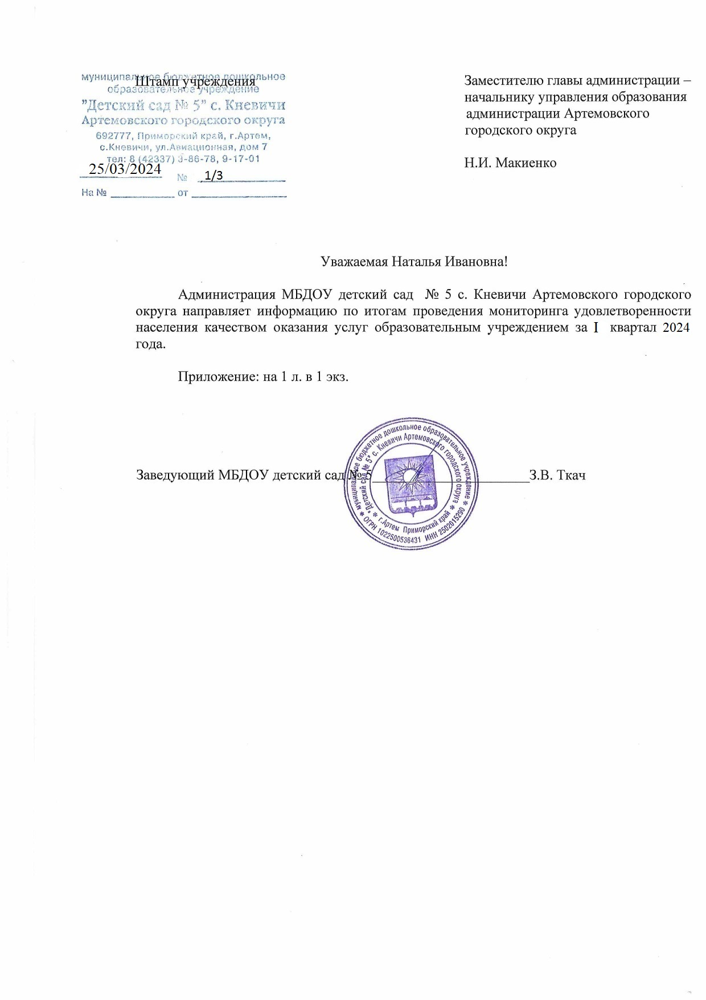 муниципальное бюджетное дошкольное
Штамп учреждения
образовательное учреждение
"Детский сад № 5" с. Кневичи
Артемовского городского округа
692777, Приморский край, г.Артем,
с.Кневичи, ул.Авиационная, дом 7
тел: 8 (42337) 3-86-78, 9-17-01
25/03/2024 № 1/3
На № ____________ от ____________
Заместителю главы администрации –
начальнику управления образования
администрации Артемовского
городского округа
Н.И. Макиенко
Уважаемая Наталья Ивановна!
Администрация МБДОУ детский сад № 5 с. Кневичи Артемовского городского
округа направляет информацию по итогам проведения мониторинга удовлетворенности
населения качеством оказания услуг образовательным учреждением за I квартал 2024
года.
Приложение: на 1 л. в 1 экз.
Заведующий МБДОУ детский сад № 5______________________З.В. Ткач
муниципальное бюджетное дошкольное образовательное учреждение
"Детский сад № 5" с. Кневичи Артемовского городского округа
г.Артем Приморский край
ОГРН 1022500536431 ИНН 2502015290